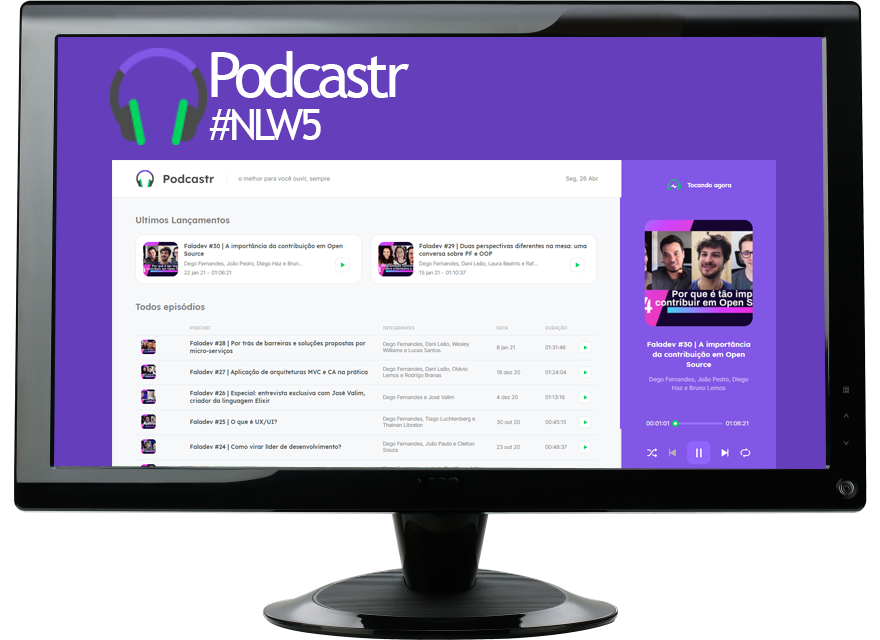 Podcastr
#NLW5
Podcastr
o melhor para você ouvir, sempre
Seg, 26 Abr
Tocando agora
Ultimos Lançamentos
Faladev #30 | A importância da contribuição em Open
Source
Dego Fernandes, João Pedro, Diego Haz e Brun...
22 jan 21 - 01:06:21
Faladev #29 | Duas perspectivas diferentes na mesa: uma
conversa sobre PF e OOP
Dego Fernandes, Dani Leão, Laura Beatris e Raf...
15 jan 21 - 01:10:37
Todos episódios
PODCAST
INTEGRANTES
DATA
DURAÇÃO
Faladev #28 | Por trás de barreiras e soluções propostas por
micro-serviços
Dego Fernandes, Dani Leão, Wesley
Williams e Lucas Santos
8 jan 21
01:31:46
Faladev #27 | Aplicação de arquiteturas MVC e CA na prática
Dego Fernandes, Dani Leão, Otávio
Lemos e Rodrigo Branas
18 dez 20
01:24:04
Faladev #26 | Especial: entrevista exclusiva com José Valim,
criador da linguagem Elixir
Dego Fernandes e José Valim
4 dez 20
01:13:16
Faladev #25 | O que é UX/UI?
Dego Fernandes, Tiago Luchtenberg e
Thainan Librelon
30 out 20
00:45:15
Faladev #24 | Como virar líder de desenvolvimento?
Dego Fernandes, João Paulo e Cleiton
Souza
23 out 20
00:48:37
Por que é tão imp
contribuir em Open S
Faladev #30 | A importância
da contribuição em Open
Source
Dego Fernandes, João Pedro, Diego
Haz e Bruno Lemos
00:01:01
01:06:21